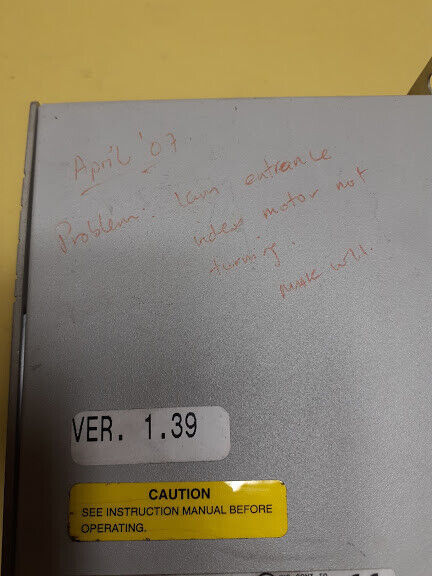 April '07.
Problem: lam entrance
index motor not
turning.
VER. 1.39
CAUTION
SEE INSTRUCTION MANUAL BEFORE
OPERATING.